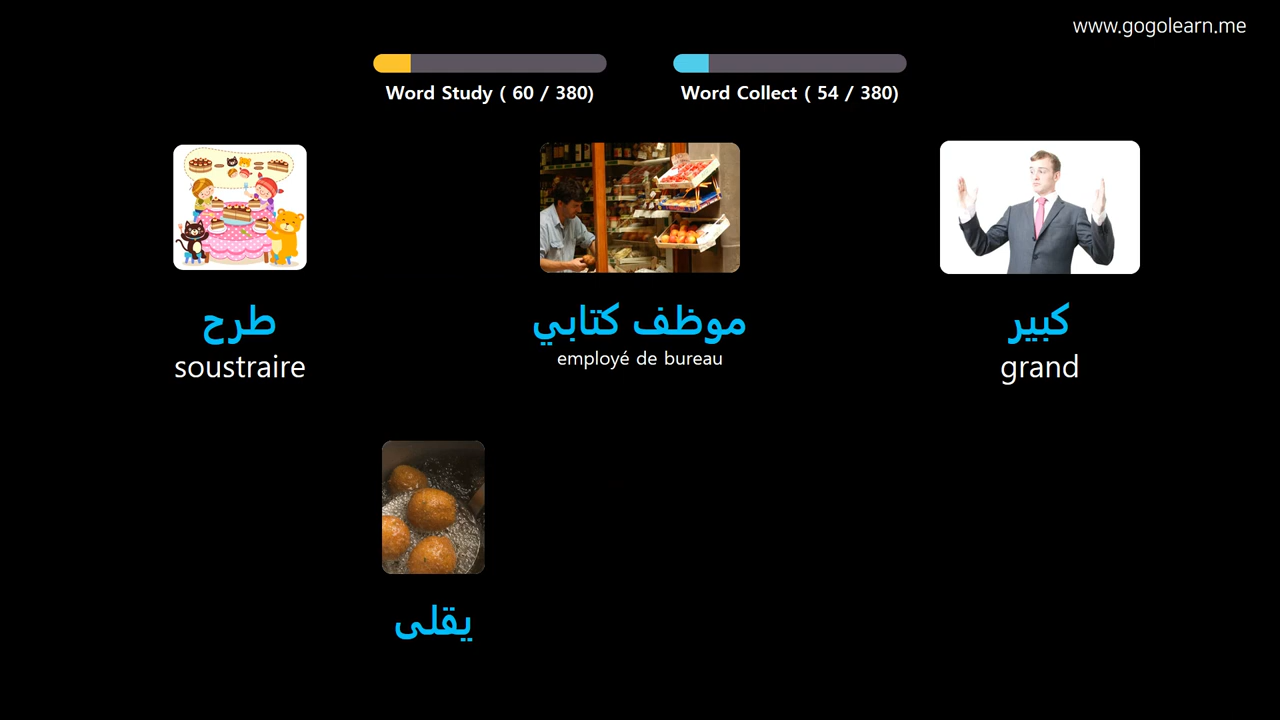 www.gogolearn.me
Word Study ( 60 / 380)
Word Collect ( 54 / 380)
طرح
soustraire
موظف كتابي
employé de bureau
كبير
grand
يقلى